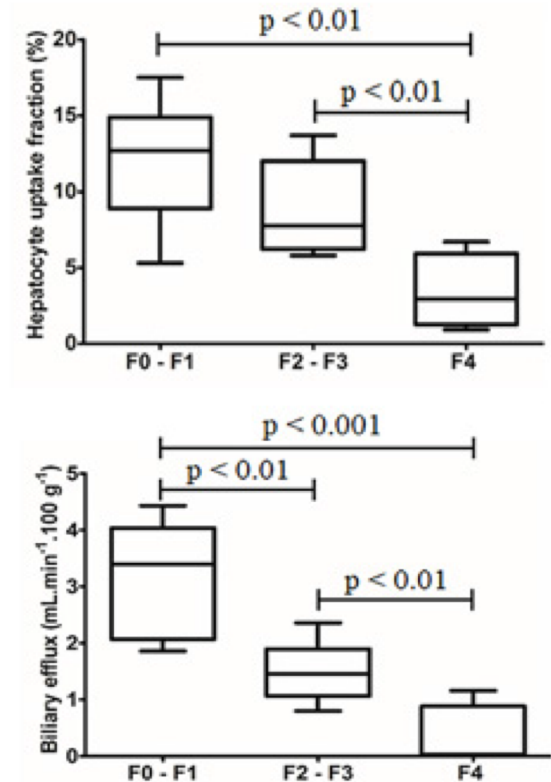 p < 0.01
p < 0.01
Hepatocyte uptake fraction (%)
20
15
10
5
0
F0 - F1 F2 - F3 F4
p < 0.001
p < 0.01
p < 0.01
Biliary efflux (mL.min⁻¹.100 g⁻¹)
5
4
3
2
1
0
F0 - F1 F2 - F3 F4